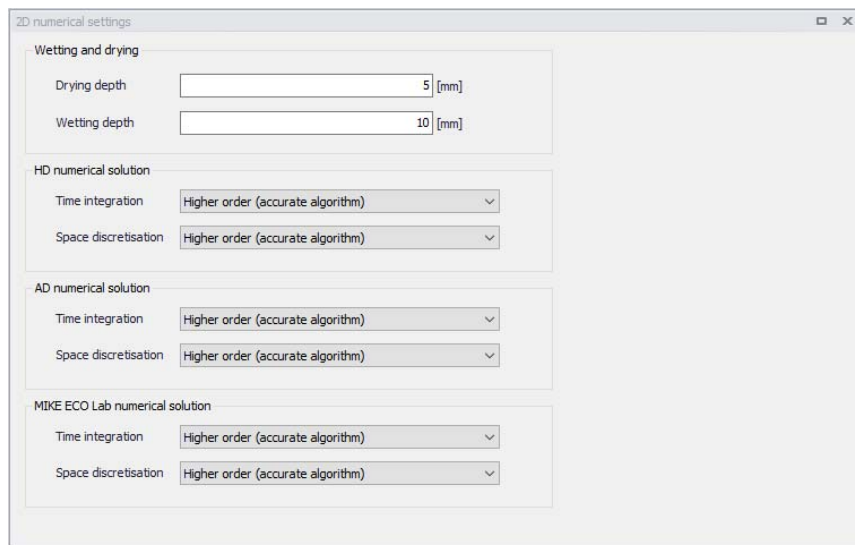 2D numerical settings
Wetting and drying
Drying depth 5 [mm]
Wetting depth 10 [mm]
HD numerical solution
Time integration Higher order (accurate algorithm)
Space discretisation Higher order (accurate algorithm)
AD numerical solution
Time integration Higher order (accurate algorithm)
Space discretisation Higher order (accurate algorithm)
MIKE ECO Lab numerical solution
Time integration Higher order (accurate algorithm)
Space discretisation Higher order (accurate algorithm)